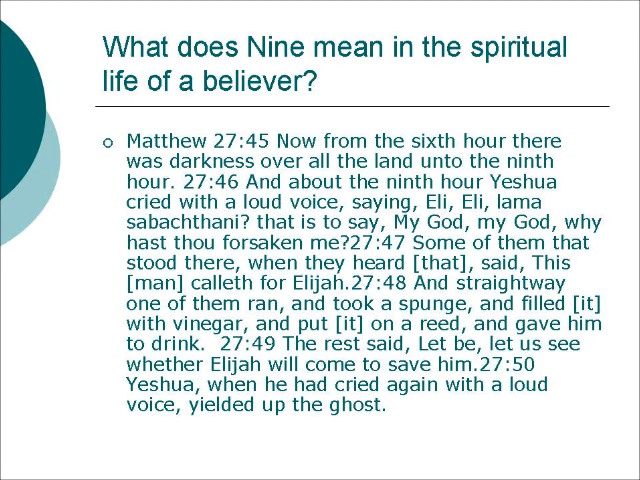 What does Nine mean in the spiritual
life of a believer?
Matthew 27:45 Now from the sixth hour there
was darkness over all the land unto the ninth
hour. 27:46 And about the ninth hour Yeshua
cried with a loud voice, saying, Eli, Eli, lama
sabachthani? that is to say, My God, my God, why
hast thou forsaken me?27:47 Some of them that
stood there, when they heard [that], said, This
[man] calleth for Elijah.27:48 And straightway
one of them ran, and took a spunge, and filled [it]
with vinegar, and put [it] on a reed, and gave him
to drink.  27:49 The rest said, Let be, let us see
whether Elijah will come to save him.27:50
Yeshua, when he had cried again with a loud
voice, yielded up the ghost.